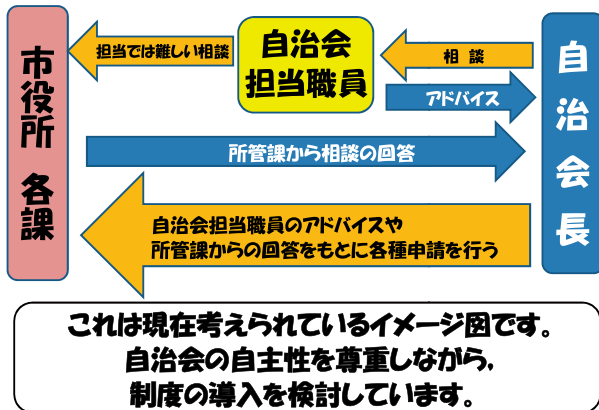 市役所 各課
担当では難しい相談
自治会
担当職員
相 談
アドバイス
自治会長
所管課から相談の回答
自治会担当職員のアドバイスや
所管課からの回答をもとに各種申請を行う
これは現在考えられているイメージ図です。
自治会の自主性を尊重しながら,
制度の導入を検討しています。